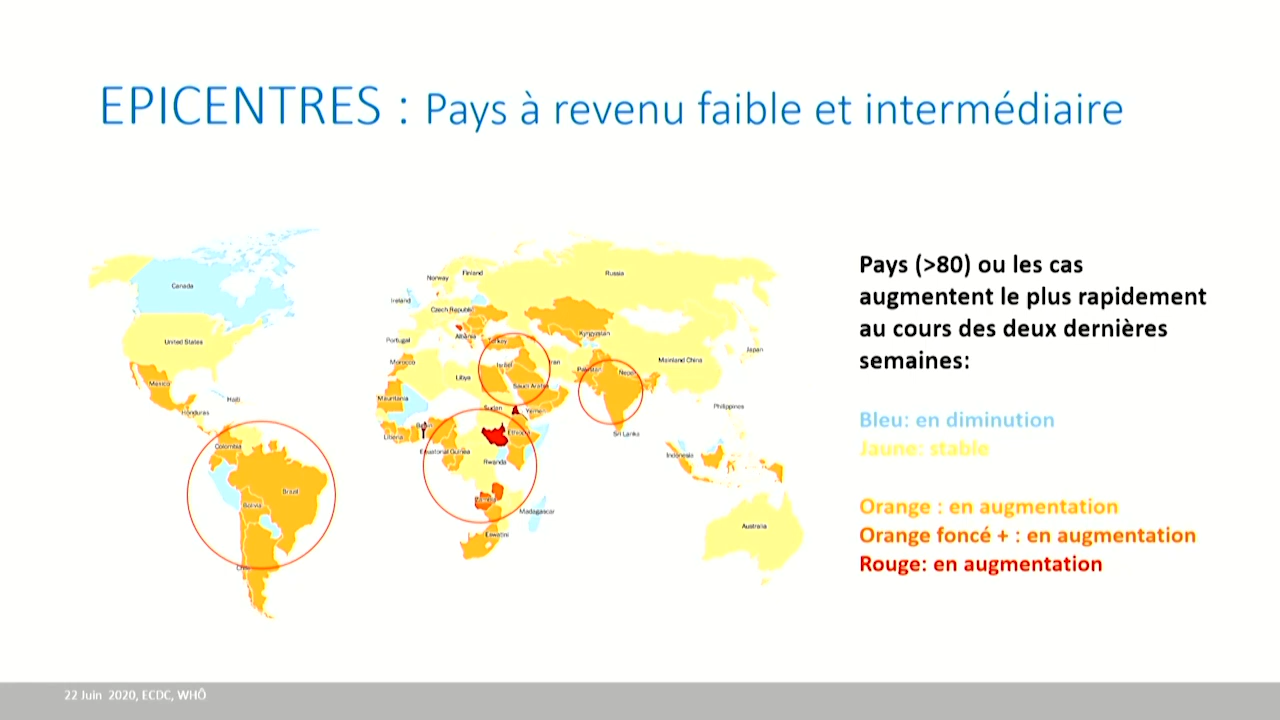 EPICENTRES : Pays à revenu faible et intermédiaire
Pays (>80) ou les cas
augmentent le plus rapidement
au cours des deux dernières
semaines:
Bleu: en diminution
Jaune: stable
Orange : en augmentation
Orange foncé + : en augmentation
Rouge: en augmentation
Canada
United States
Mexico
Haiti
Honduras
Colombia
Brazil
Bolivia
Norway
Finland
Russia
Ireland
Czech Republic
Portugal
Albania
Turkey
Kyrgyzstan
Morocco
Israel
Iran
Pakistan
Nepal
Mainland China
Japan
Libya
Saudi Arabia
Mauritania
Sudan
Yemen
Philippines
Liberia
Benin
Ethiopia
Sri Lanka
Equatorial Guinea
Rwanda
Indonesia
Madagascar
Eswatini
Australia
22 Juin 2020, ECDC, WHÔ